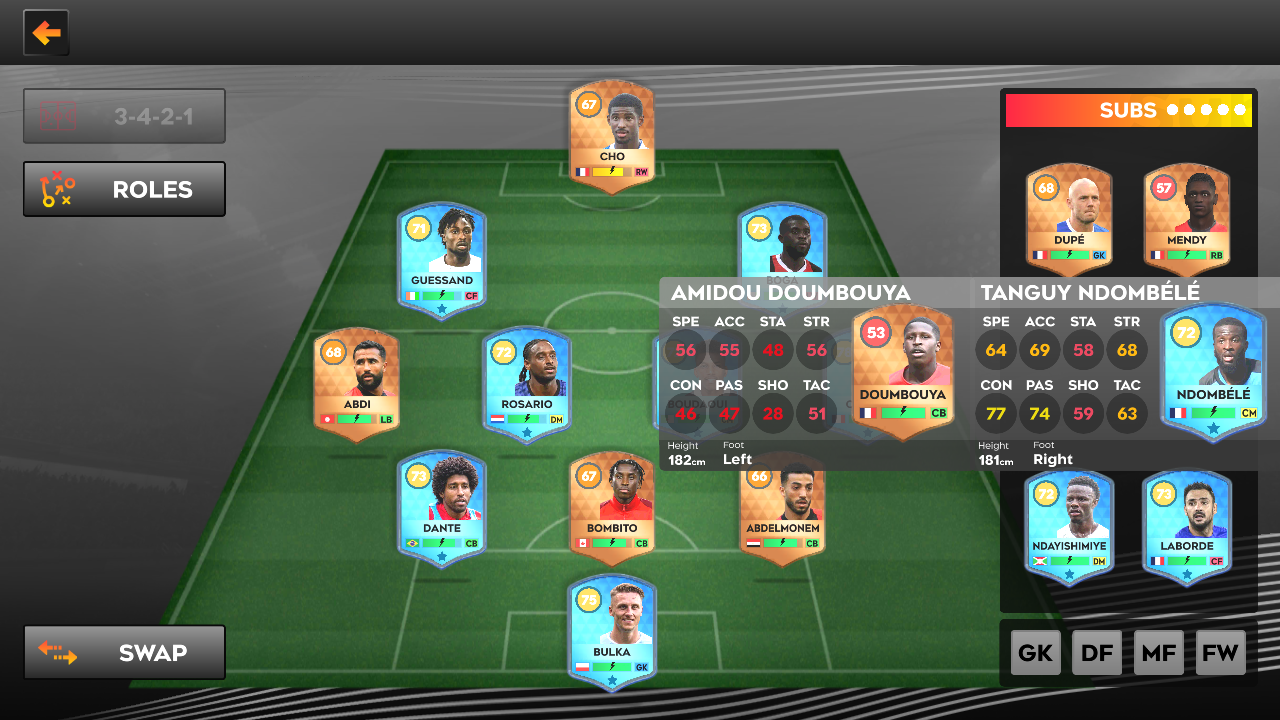 3-4-2-1
ROLES
SUBS
67
CHO
RW
68
DUPÉ
GK
57
MENDY
RB
71
GUESSAND
CF
73
BOGA
AMIDOU DOUMBOUYA
SPE ACC STA STR
56 55 48 56
CON PAS SHO TAC
46 47 28 51
Height Foot
182cm Left
53
DOUMBOUYA
CB
TANGUY NDOMBÉLÉ
SPE ACC STA STR
64 69 58 68
CON PAS SHO TAC
77 74 59 63
Height Foot
181cm Right
72
NDOMBÉLÉ
CM
68
ABDI
LB
72
ROSARIO
DM
BOUDAOUI
73
DANTE
CB
67
BOMBITO
CB
66
ABDELMONEM
CB
72
NDAYISHIMIYE
DM
73
LABORDE
CF
75
BULKA
GK
SWAP
GK DF MF FW